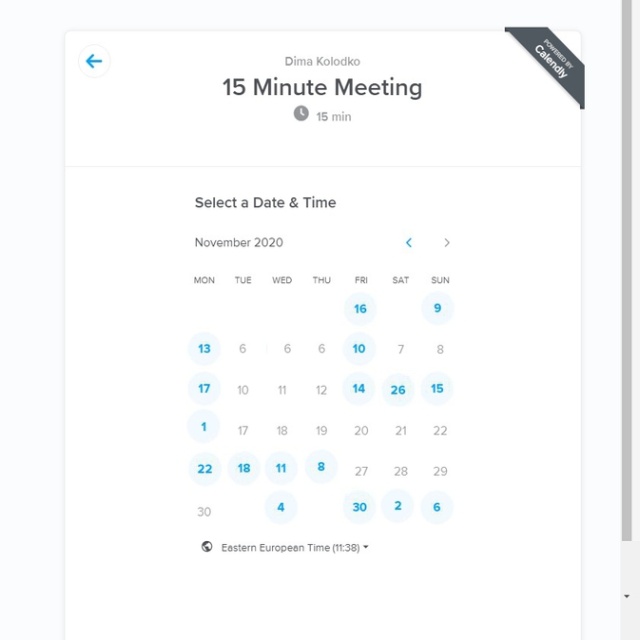 POWERED BY
Calendly
Dima Kolodko
15 Minute Meeting
15 min
Select a Date & Time
November 2020
MON TUE WED THU FRI SAT SUN
16 9
13 6 6 6 10 7 8
17 10 11 12 14 26 15
1 17 18 19 20 21 22
22 18 11 8 27 28 29
30 4 30 2 6
Eastern European Time (11:38)